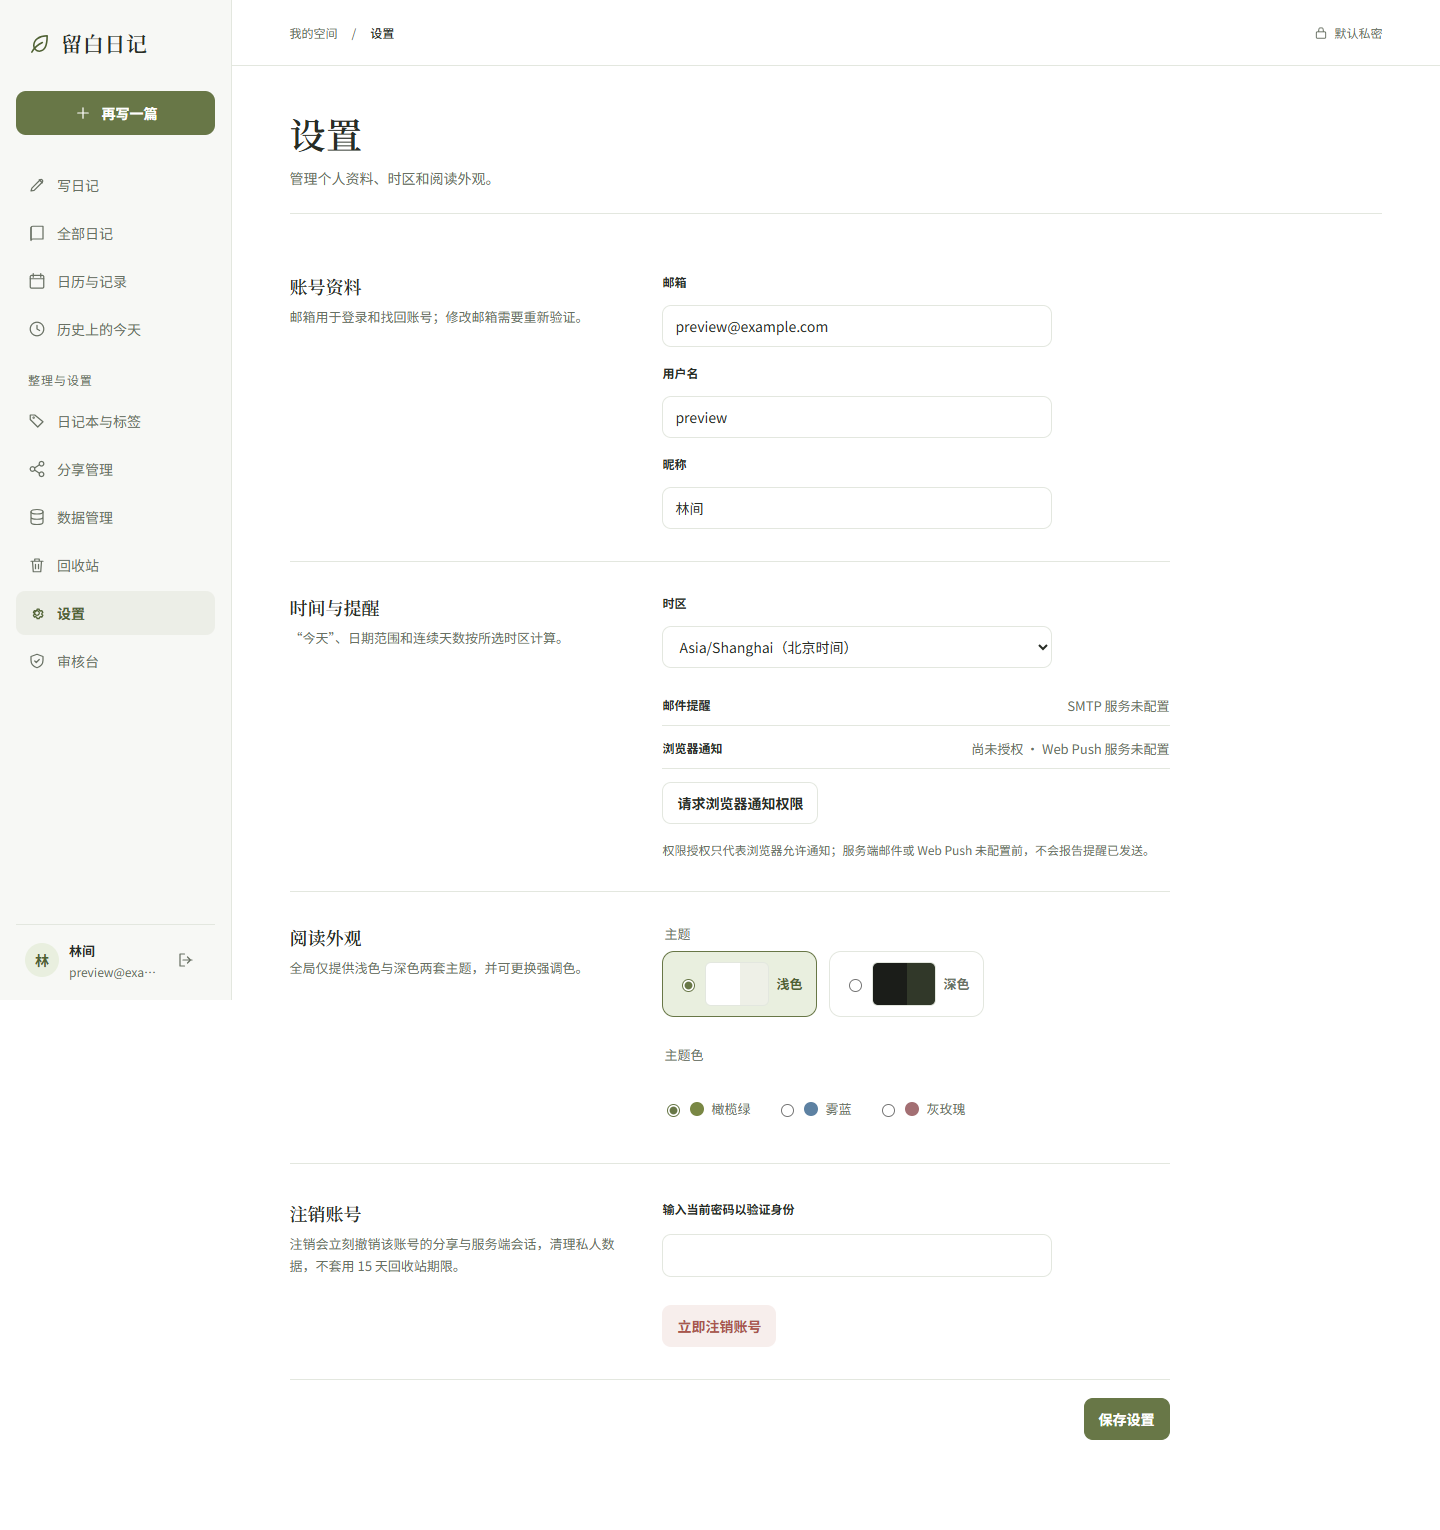 留白日记
再写一篇
写日记
全部日记
日历与记录
历史上的今天
整理与设置
日记本与标签
分享管理
数据管理
回收站
设置
审核台
林
林间
preview@exa···
我的空间 / 设置
默认私密
设置
管理个人资料、时区和阅读外观。
账号资料
邮箱用于登录和找回账号；修改邮箱需要重新验证。
邮箱
preview@example.com
用户名
preview
昵称
林间
时间与提醒
“今天”、日期范围和连续天数按所选时区计算。
时区
Asia/Shanghai（北京时间）
邮件提醒
SMTP 服务未配置
浏览器通知
尚未授权 · Web Push 服务未配置
请求浏览器通知权限
权限授权只代表浏览器允许通知；服务端邮件或 Web Push 未配置前，不会报告提醒已发送。
阅读外观
全局仅提供浅色与深色两套主题，并可更换强调色。
主题
浅色
深色
主题色
橄榄绿
雾蓝
灰玫瑰
注销账号
注销会立刻撤销该账号的分享与服务端会话，清理私人数
据，不套用 15 天回收站期限。
输入当前密码以验证身份
立即注销账号
保存设置